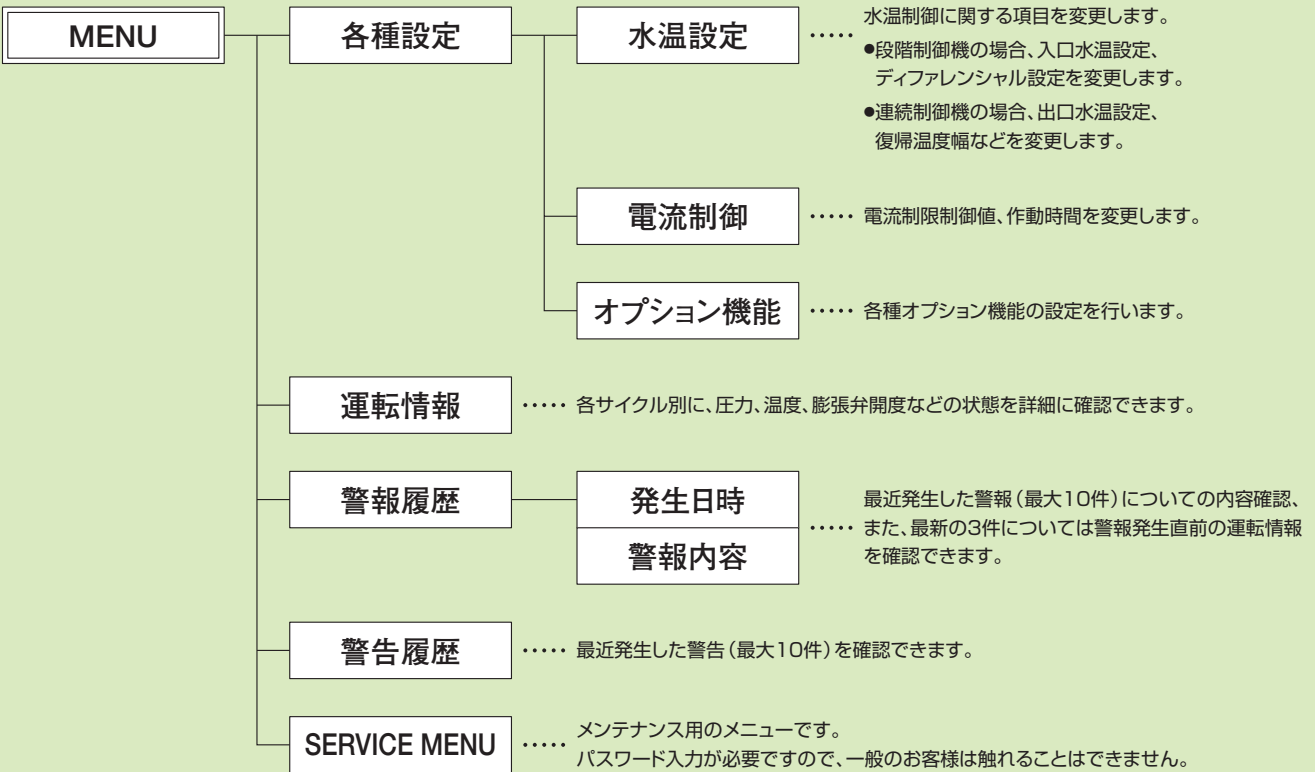 MENU
各種設定
水温設定
‥‥‥ 水温制御に関する項目を変更します。
●段階制御機の場合、入口水温設定、
ディファレンシャル設定を変更します。
●連続制御機の場合、出口水温設定、
復帰温度幅などを変更します。
電流制御
····· 電流制限制御値、作動時間を変更します。
オプション機能
····· 各種オプション機能の設定を行います。
運転情報
····· 各サイクル別に、圧力、温度、膨張弁開度などの状態を詳細に確認できます。
警報履歴
発生日時
警報内容
最近発生した警報(最大10件)についての内容確認、
····· また、最新の3件については警報発生直前の運転情報
を確認できます。
警告履歴
····· 最近発生した警告(最大10件)を確認できます。
SERVICE MENU
····· メンテナンス用のメニューです。
パスワード入力が必要ですので、一般のお客様は触れることはできません。